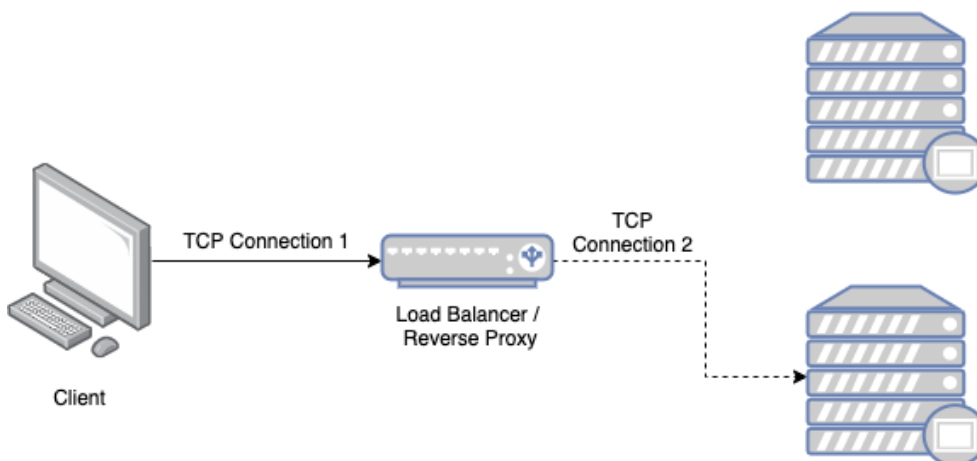 TCP Connection 1
TCP
Connection 2
Load Balancer /
Reverse Proxy
Client